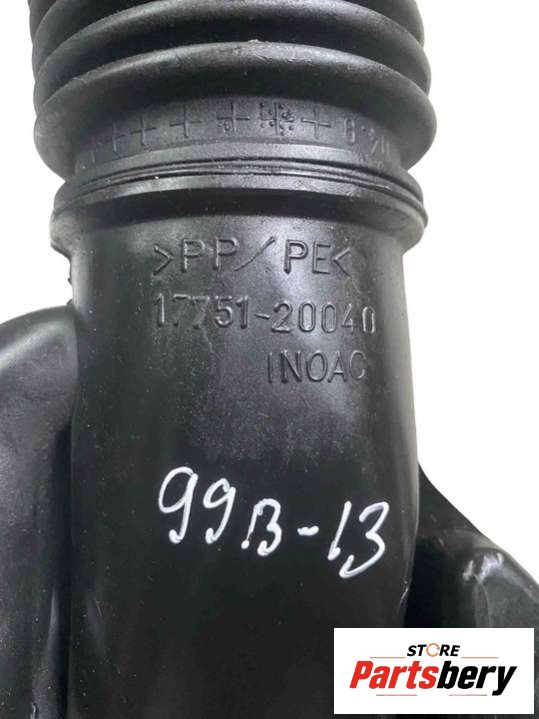 >PP/PE<
17751-20040
INOAC
99B-13
STORE
Partsbery